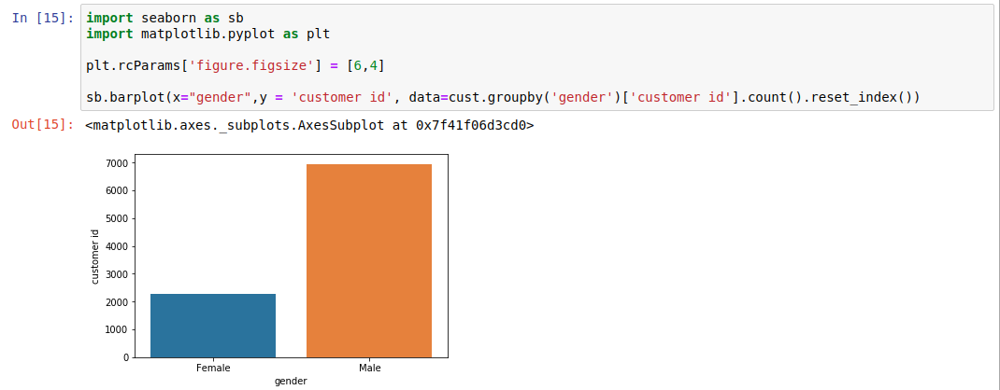 In [15]: import seaborn as sb
import matplotlib.pyplot as plt
plt.rcParams['figure.figsize'] = [6,4]
sb.barplot(x="gender",y = 'customer id', data=cust.groupby('gender')['customer id'].count().reset_index())
Out[15]: <matplotlib.axes._subplots.AxesSubplot at 0x7f41f06d3cd0>
7000
6000
5000
4000
3000
2000
1000
0
customer id
Female Male
gender